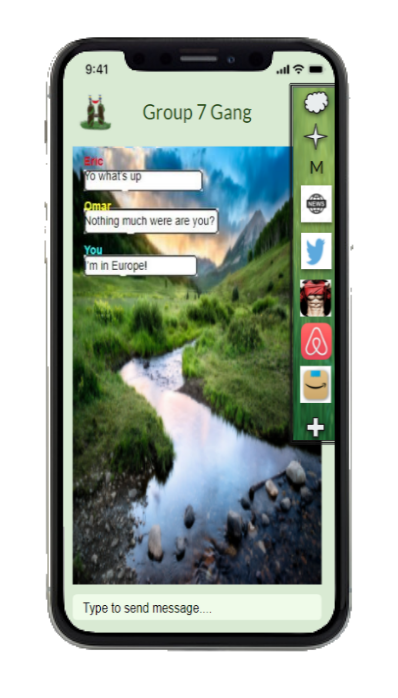 9:41
Group 7 Gang
M
NEWS
Eric
Yo what's up
Omar
Nothing much were are you?
You
I'm in Europe!
Type to send message....